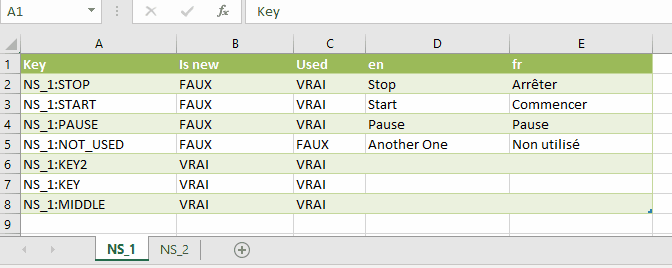 A1 fx Key
A B C D E
1 Key Is new Used en fr
2 NS_1:STOP FAUX VRAI Stop Arrêter
3 NS_1:START FAUX VRAI Start Commencer
4 NS_1:PAUSE FAUX VRAI Pause Pause
5 NS_1:NOT_USED FAUX FAUX Another One Non utilisé
6 NS_1:KEY2 VRAI VRAI
7 NS_1:KEY VRAI VRAI
8 NS_1:MIDDLE VRAI VRAI
9
NS_1 NS_2